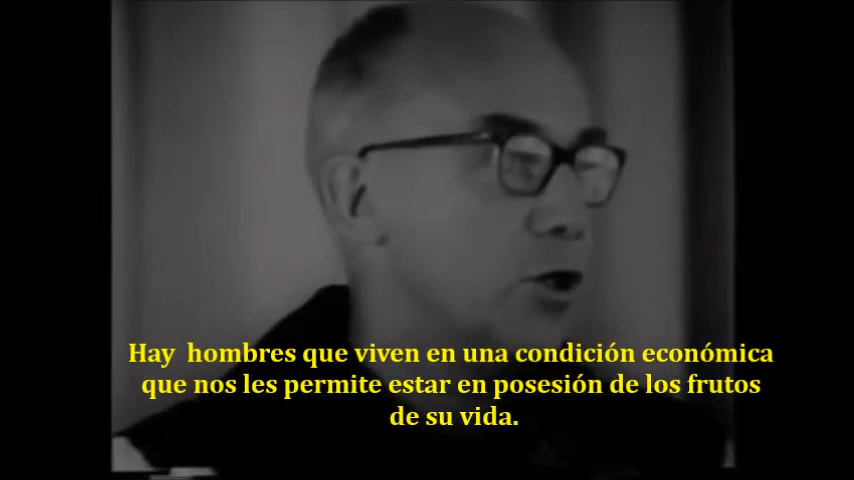 Hay hombres que viven en una condición económica
que nos les permite estar en posesión de los frutos
de su vida.